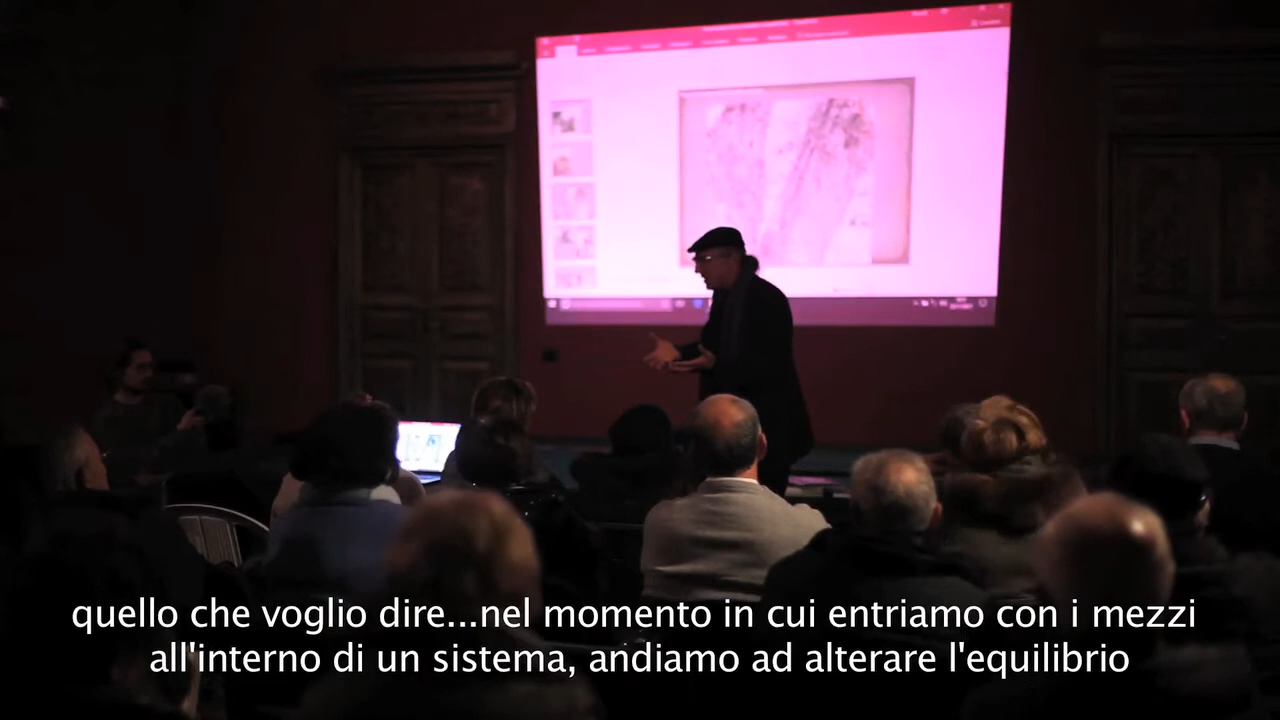 quello che voglio dire...nel momento in cui entriamo con i mezzi
all'interno di un sistema, andiamo ad alterare l'equilibrio